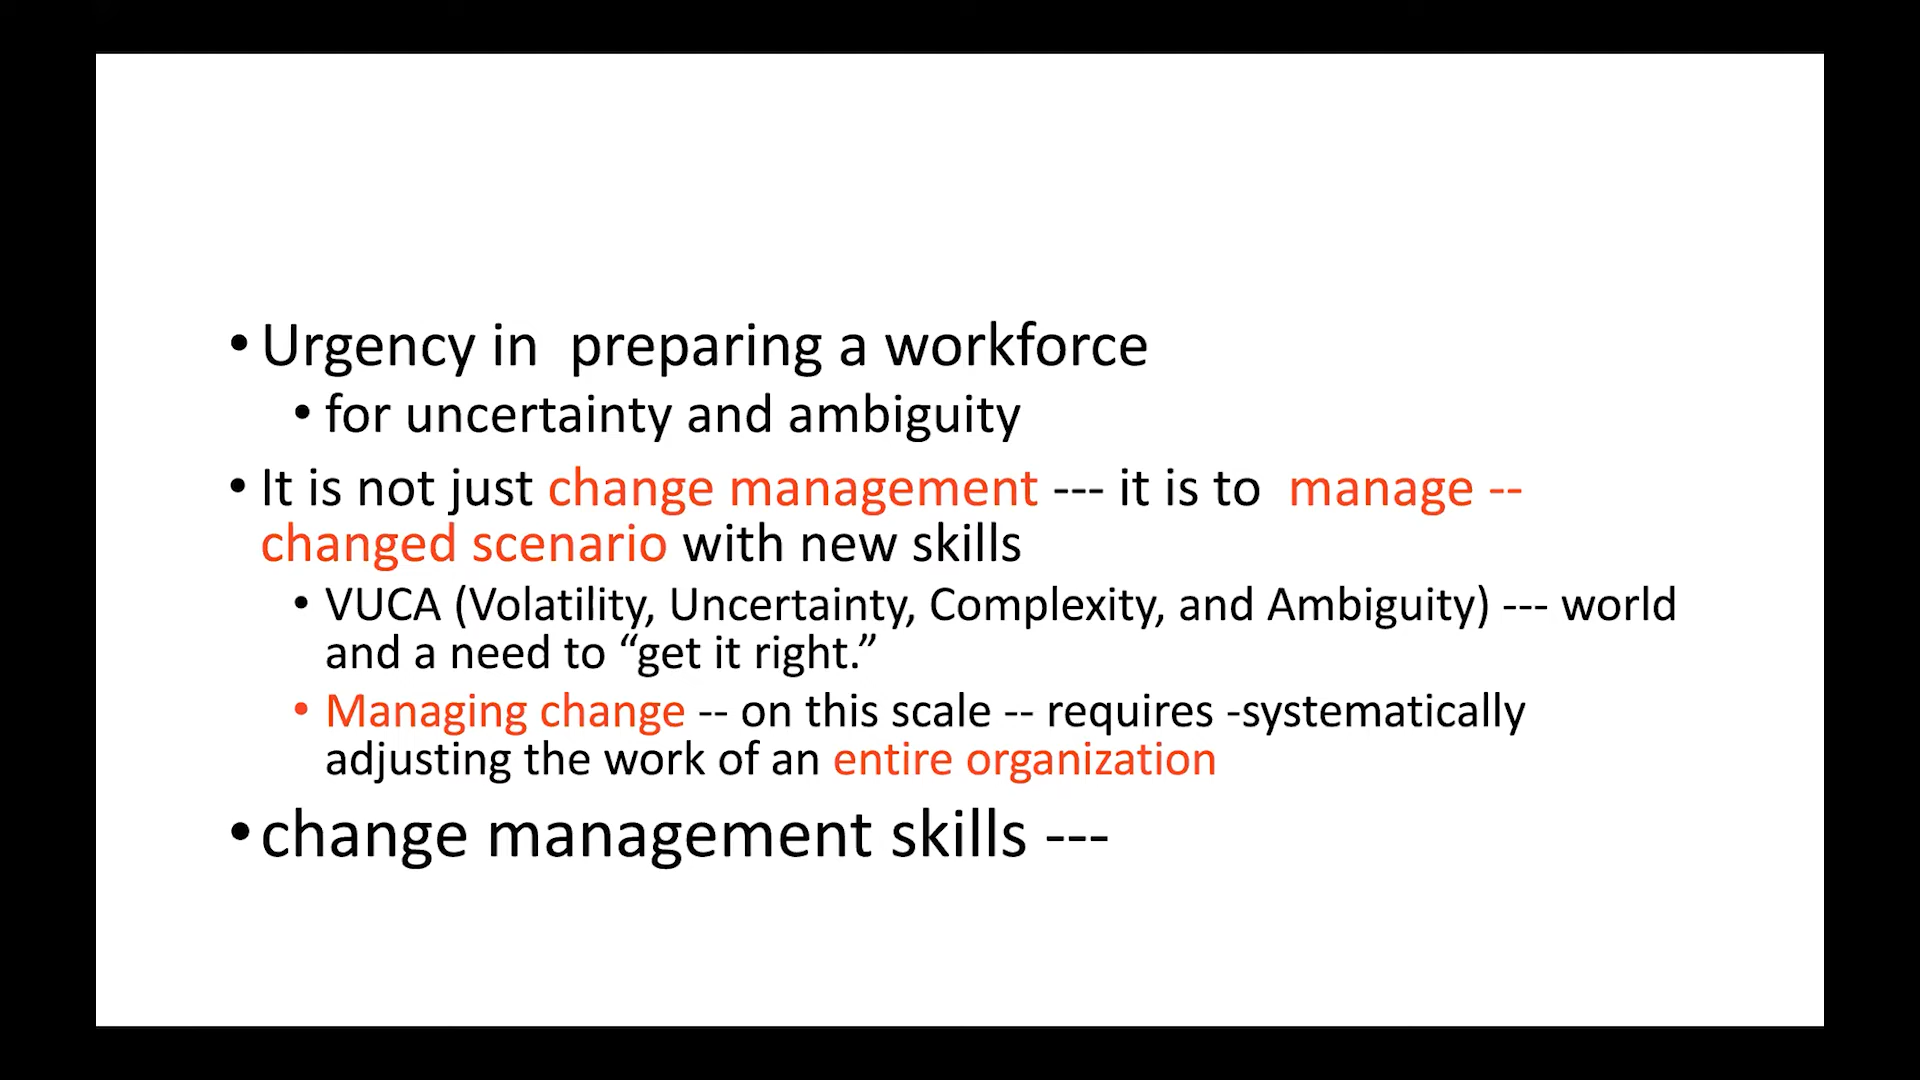 • Urgency in  preparing a workforce
• for uncertainty and ambiguity
• It is not just change management --- it is to  manage --
changed scenario with new skills
• VUCA (Volatility, Uncertainty, Complexity, and Ambiguity) --- world
and a need to “get it right.”
• Managing change -- on this scale -- requires -systematically
adjusting the work of an entire organization
• change management skills ---